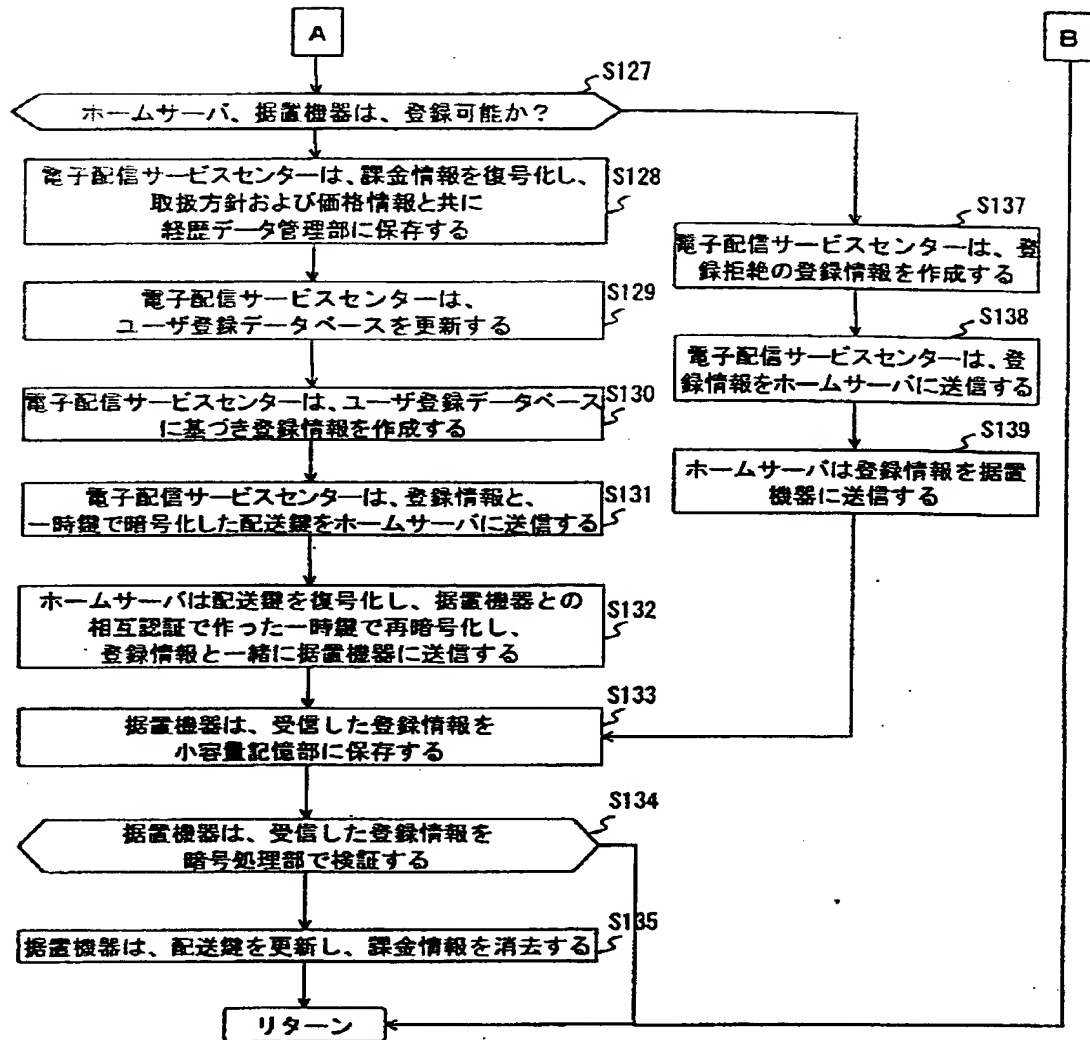 A
B
S127
ホームサーバ、据置機器は、登録可能か?
電子配信サービスセンターは、課金情報を復号化し、
取扱方針および価格情報と共に
経歴データ管理部に保存する
S128
電子配信サービスセンターは、
ユーザ登録データベースを更新する
S129
電子配信サービスセンターは、ユーザ登録データベース
に基づき登録情報を作成する
S130
電子配信サービスセンターは、登録情報と、
一時鍵で暗号化した配送鍵をホームサーバに送信する
S131
ホームサーバは配送鍵を復号化し、据置機器との
相互認証で作った一時鍵で再暗号化し、
登録情報と一緒に据置機器に送信する
S132
据置機器は、受信した登録情報を
小容量記憶部に保存する
S133
据置機器は、受信した登録情報を
暗号処理部で検証する
S134
据置機器は、配送鍵を更新し、課金情報を消去する
S135
リターン
S137
電子配信サービスセンターは、登
録拒絶の登録情報を作成する
S138
電子配信サービスセンターは、登
録情報をホームサーバに送信する
S139
ホームサーバは登録情報を据置
機器に送信する